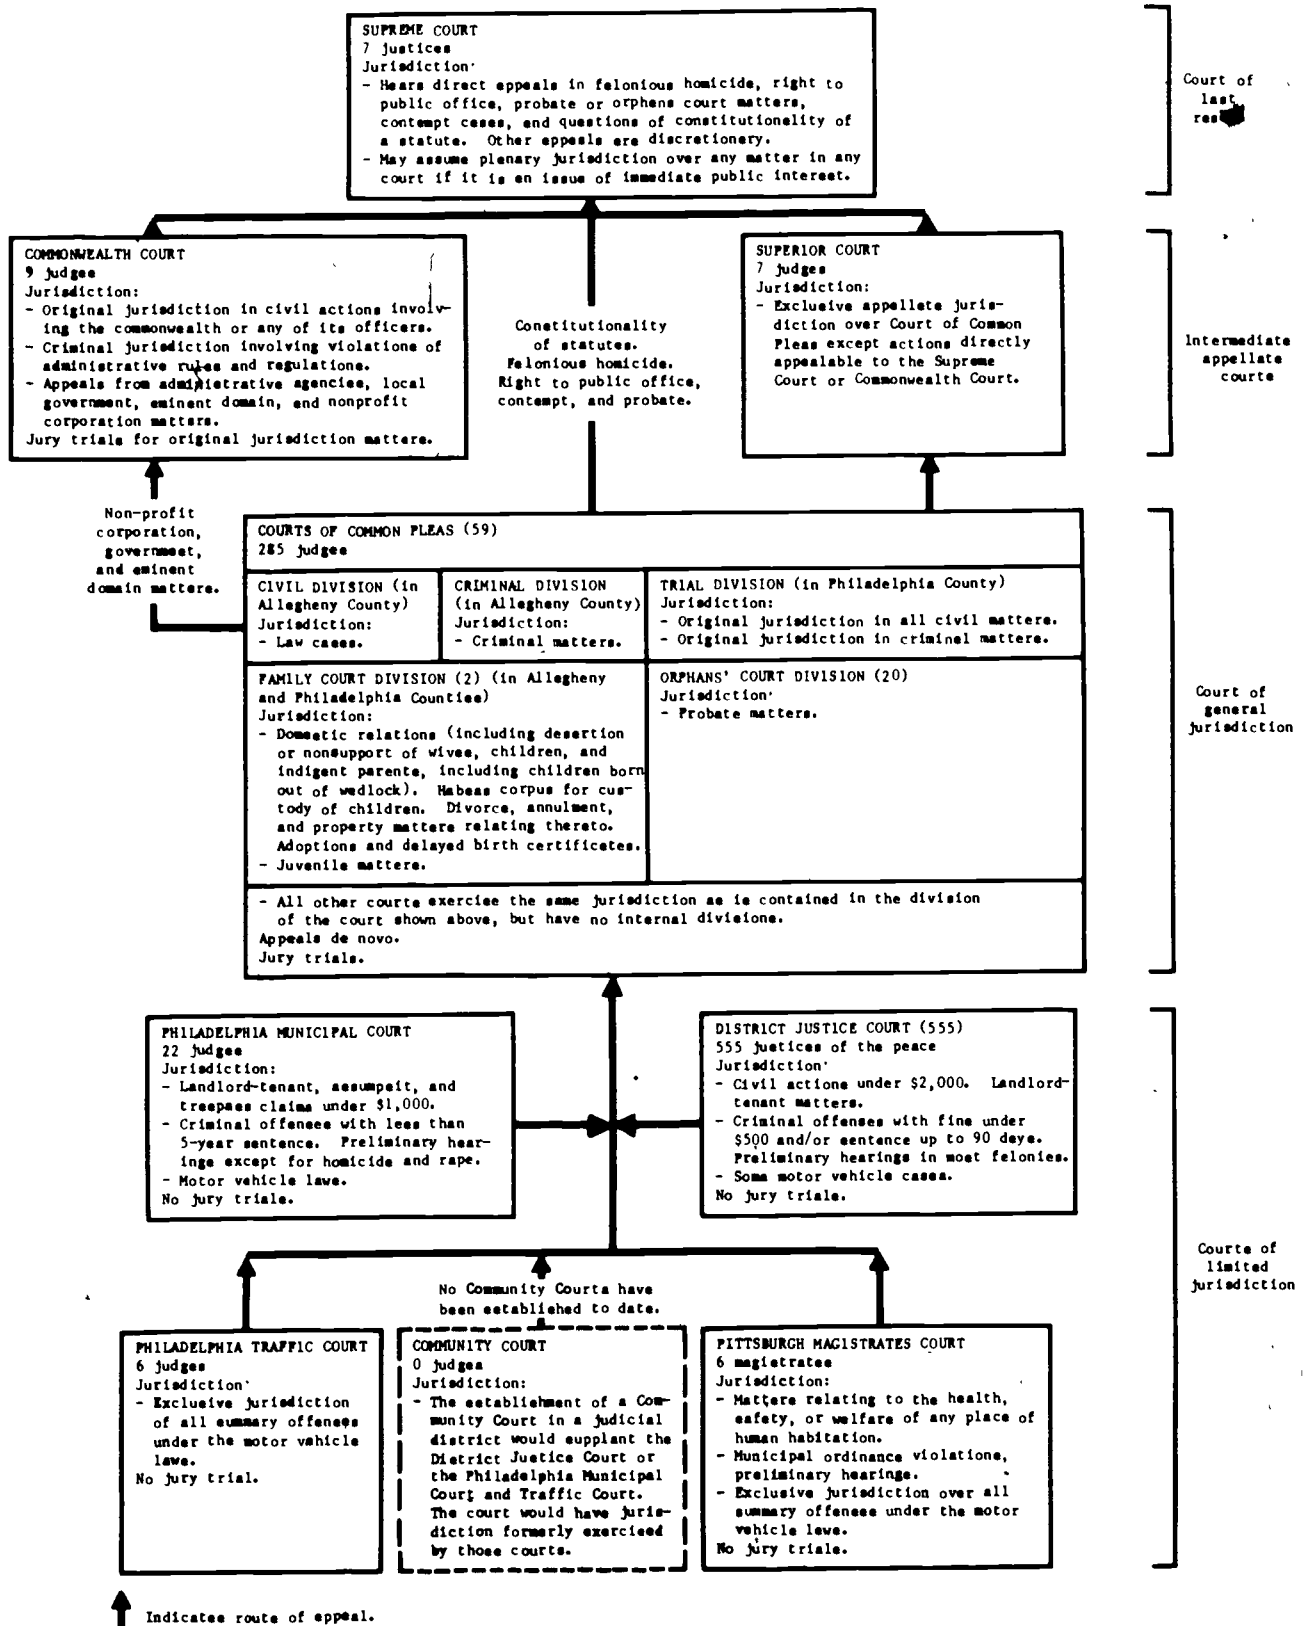 SUPREME COURT
7 justices
Jurisdiction
- Hears direct appeals in felonious homicide, right to
public office, probate or orphans court matters,
contempt cases, and questions of constitutionality of
a statute. Other appeals are discretionary.
- May assume plenary jurisdiction over any matter in any
court if it is an issue of immediate public interest.
Court of
last
COMMONWEALTH COURT
9 judges
Jurisdiction:
- Original jurisdiction in civil actions involv-
ing the commonwealth or any of its officers.
- Criminal jurisdiction involving violations of
administrative rules and regulations.
- Appeals from administrative agencies, local
government, eminent domain, and nonprofit
corporation matters.
Jury trials for original jurisdiction matters.
Constitutionality
of statutes.
Felonious homicide.
Right to public office,
contempt, and probate.
SUPERIOR COURT
7 judges
Jurisdiction:
- Exclusive appellate juris-
diction over Court of Common
Pleas except actions directly
appealable to the Supreme
Court or Commonwealth Court.
Intermediate
appellate
courts
Non-profit
corporation,
government,
and eminent
domain matters.
COURTS OF COMMON PLEAS (59)
285 judges
CIVIL DIVISION (in
Allegheny County)
Jurisdiction:
- Law cases.
CRIMINAL DIVISION
(in Allegheny County)
Jurisdiction:
- Criminal matters.
TRIAL DIVISION (in Philadelphia County)
Jurisdiction:
- Original jurisdiction in all civil matters.
- Original jurisdiction in criminal matters.
FAMILY COURT DIVISION (2) (in Allegheny
and Philadelphia Counties)
Jurisdiction:
- Domestic relations (including desertion
or nonsupport of wives, children, and
indigent parents, including children born
out of wedlock). Habeas corpus for cus-
tody of children. Divorce, annulment,
and property matters relating thereto.
Adoptions and delayed birth certificates.
- Juvenile matters.
ORPHANS' COURT DIVISION (20)
Jurisdiction
- Probate matters.
- All other courts exercise the same jurisdiction as is contained in the division
of the court shown above, but have no internal divisions.
Appeals de novo.
Jury trials.
Court of
general
jurisdiction
PHILADELPHIA MUNICIPAL COURT
22 judges
Jurisdiction:
- Landlord-tenant, assumpsit, and
trespass claims under $1,000.
- Criminal offenses with less than
5-year sentence. Preliminary hear-
ings except for homicide and rape.
- Motor vehicle laws.
No jury trials.
DISTRICT JUSTICE COURT (555)
555 justices of the peace
Jurisdiction
- Civil actions under $2,000. Landlord-
tenant matters.
- Criminal offenses with fine under
$500 and/or sentence up to 90 days.
Preliminary hearings in most felonies.
- Some motor vehicle cases.
No jury trials.
Courts of
limited
jurisdiction
No Community Courts have
been established to date.
PHILADELPHIA TRAFFIC COURT
6 judges
Jurisdiction
- Exclusive jurisdiction
of all summary offenses
under the motor vehicle
laws.
No jury trial.
COMMUNITY COURT
0 judges
Jurisdiction:
- The establishment of a Com-
munity Court in a judicial
district would supplant the
District Justice Court or
the Philadelphia Municipal
Court and Traffic Court.
The court would have juris-
diction formerly exercised
by those courts.
PITTSBURGH MAGISTRATES COURT
6 magistrates
Jurisdiction:
- Matters relating to the health,
safety, or welfare of any place of
human habitation.
- Municipal ordinance violations,
preliminary hearings.
- Exclusive jurisdiction over all
summary offenses under the motor
vehicle laws.
No jury trials.
Indicates route of appeal.